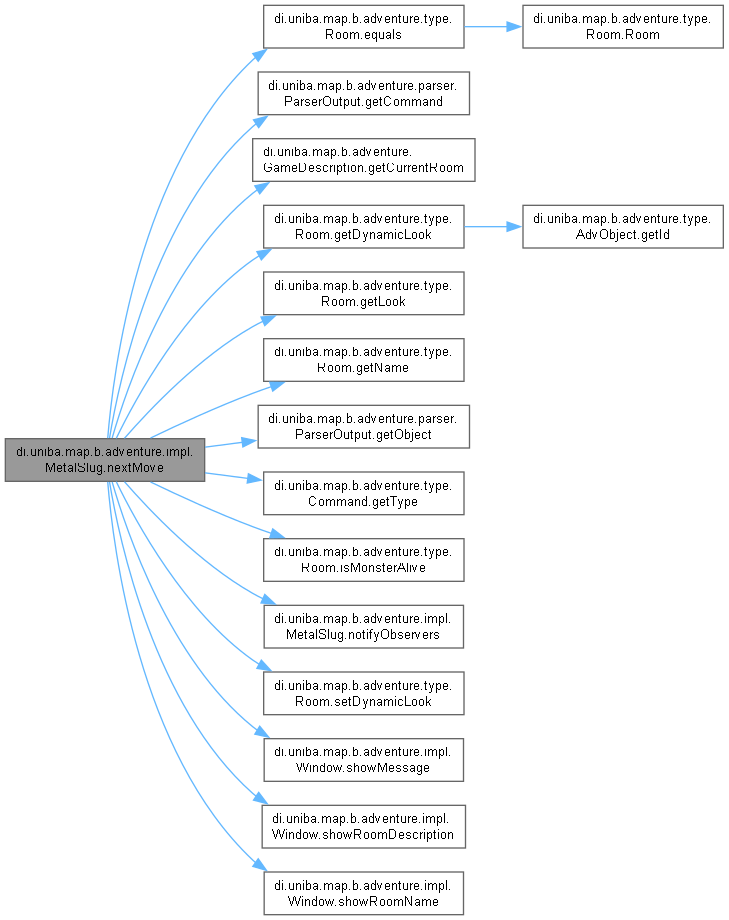 di.uniba.map.b.adventure.type.
Room.equals
di.uniba.map.b.adventure.type.
Room.Room
di.uniba.map.b.adventure.parser.
ParserOutput.getCommand
di.uniba.map.b.adventure.
GameDescription.getCurrentRoom
di.uniba.map.b.adventure.type.
Room.getDynamicLook
di.uniba.map.b.adventure.type.
AdvObject.getId
di.uniba.map.b.adventure.type.
Room.getLook
di.uniba.map.b.adventure.type.
Room.getName
di.uniba.map.b.adventure.parser.
ParserOutput.getObject
di.uniba.map.b.adventure.impl.
MetalSlug.nextMove
di.uniba.map.b.adventure.type.
Command.getType
di.uniba.map.b.adventure.type.
Room.isMonsterAlive
di.uniba.map.b.adventure.impl.
MetalSlug.notifyObservers
di.uniba.map.b.adventure.type.
Room.setDynamicLook
di.uniba.map.b.adventure.impl.
Window.showMessage
di.uniba.map.b.adventure.impl.
Window.showRoomDescription
di.uniba.map.b.adventure.impl.
Window.showRoomName